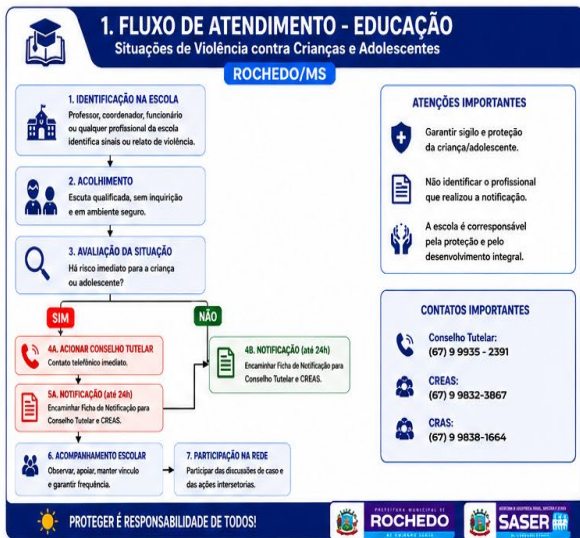 1. FLUXO DE ATENDIMENTO - EDUCAÇÃO
Situações de Violência contra Crianças e Adolescentes
ROCHEDO/MS
1. IDENTIFICAÇÃO NA ESCOLA
Professor, coordenador, funcionário
ou qualquer profissional da escola
identifica sinais ou relato de violência.
2. ACOLHIMENTO
Escuta qualificada, sem inquirição
e em ambiente seguro.
3. AVALIAÇÃO DA SITUAÇÃO
Há risco imediato para a criança
ou adolescente?
SIM
NÃO
4A. ACIONAR CONSELHO TUTELAR
Contato telefônico imediato.
4B. NOTIFICAÇÃO (até 24h)
Encaminhar Ficha de Notificação para
Conselho Tutelar e CREAS.
5A. NOTIFICAÇÃO (até 24h)
Encaminhar Ficha de Notificação para
Conselho Tutelar e CREAS.
6. ACOMPANHAMENTO ESCOLAR
Observar, apoiar, manter vínculo
e garantir frequência.
7. PARTICIPAÇÃO NA REDE
Participar das discussões de caso e
das ações intersetorias.
ATENÇÕES IMPORTANTES
Garantir sigilo e proteção
da criança/adolescente.
Não identificar o profissional
que realizou a notificação.
A escola é corresponsável
pela proteção e pelo
desenvolvimento integral.
CONTATOS IMPORTANTES
Conselho Tutelar:
(67) 9 9935 - 2391
CREAS:
(67) 9 9832-3867
CRAS:
(67) 9 9838-1664
PROTEGER É RESPONSABILIDADE DE TODOS!
PREFEITURA MUNICIPAL DE
ROCHEDO
SASER